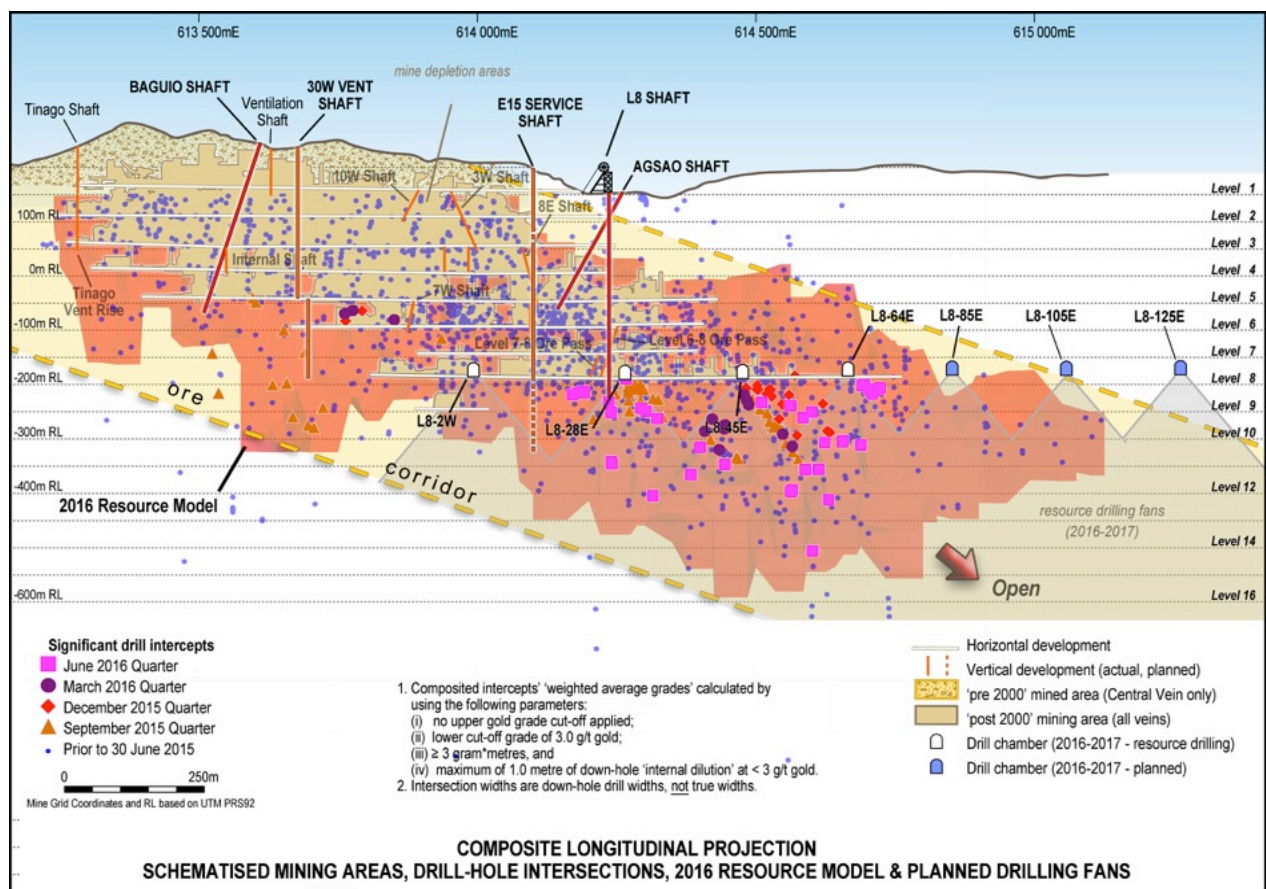 613 500mE
614 000mE
614 500mE
615 000mE
mine depletion areas
BAGUIO SHAFT
30W VENT
SHAFT
Ventilation
Shaft
Tinago Shaft
E15 SERVICE
SHAFT
L8 SHAFT
AGSAO SHAFT
10W Shaft
3W Shaft
8E Shaft
Internal Shaft
Tinago
Vent Rise
7W Shaft
Level 7-8 Ore Pass
Level 6-8 Ore Pass
100m RL
0m RL
-100m RL
-200m RL
-300m RL
-400m RL
-600m RL
Level 1
Level 2
Level 3
Level 4
Level 5
Level 6
Level 7
Level 8
Level 9
Level 10
Level 12
Level 14
Level 16
L8-64E
L8-85E
L8-105E
L8-125E
L8-2W
L8-28E
L8-45E
ore
corridor
2016 Resource Model
resource drilling fans
(2016-2017)
Open
Significant drill intercepts
June 2016 Quarter
March 2016 Quarter
December 2015 Quarter
September 2015 Quarter
Prior to 30 June 2015
0
250m
Mine Grid Coordinates and RL based on UTM PRS92
1. Composited intercepts' 'weighted average grades' calculated by
using the following parameters:
(i) no upper gold grade cut-off applied;
(ii) lower cut-off grade of 3.0 g/t gold;
(iii) ≥ 3 gram*metres, and
(iv) maximum of 1.0 metre of down-hole 'internal dilution' at < 3 g/t gold.
2. Intersection widths are down-hole drill widths, not true widths.
Horizontal development
Vertical development (actual, planned)
'pre 2000' mined area (Central Vein only)
'post 2000' mining area (all veins)
Drill chamber (2016-2017 - resource drilling)
Drill chamber (2016-2017 - planned)
COMPOSITE LONGITUDINAL PROJECTION
SCHEMATISED MINING AREAS, DRILL-HOLE INTERSECTIONS, 2016 RESOURCE MODEL & PLANNED DRILLING FANS